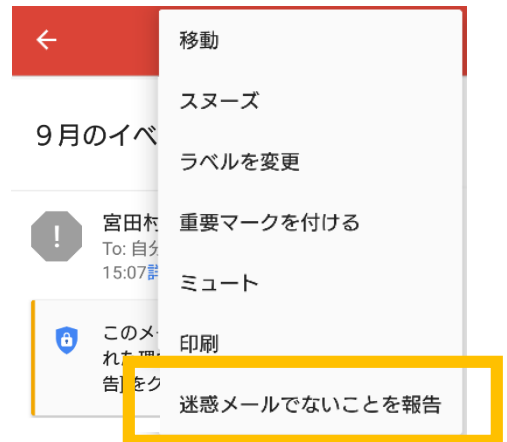 移動
スヌーズ
9月のイベ
ラベルを変更
宮田村
重要マークを付ける
To: 自分
15:07
ミュート
このメー
印刷
告]をク
迷惑メールでないことを報告